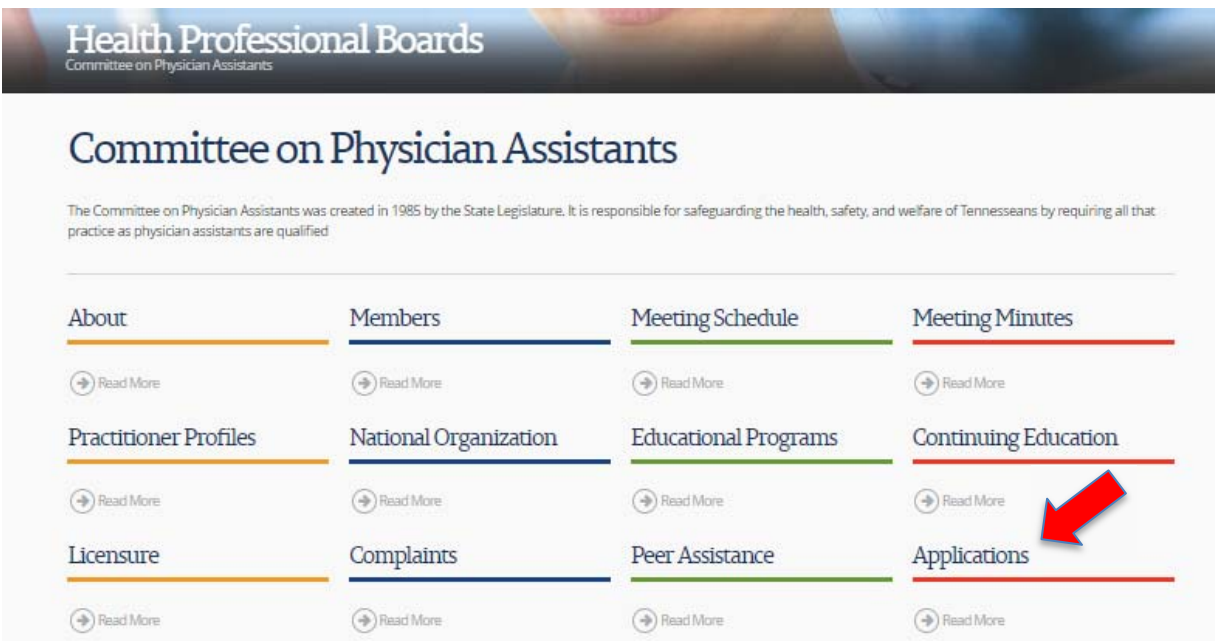 Health Professional Boards
Committee on Physician Assistants
Committee on Physician Assistants
The Committee on Physician Assistants was created in 1985 by the State Legislature. It is responsible for safeguarding the health, safety, and welfare of Tennesseans by requiring all that
practice as physician assistants are qualified
About
Members
Meeting Schedule
Meeting Minutes
Read More
Read More
Read More
Read More
Practitioner Profiles
National Organization
Educational Programs
Continuing Education
Read More
Read More
Read More
Read More
Licensure
Complaints
Peer Assistance
Applications
Read More
Read More
Read More
Read More